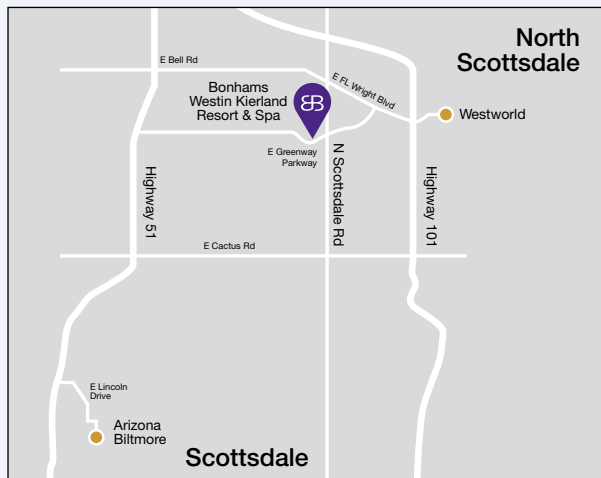 North
Scottsdale
E Bell Rd
Bonhams
Westin Kierland
Resort & Spa
E FL Wright Blvd
Westworld
E Greenway
Parkway
N Scottsdale Rd
Highway 51
Highway 101
E Cactus Rd
E Lincoln
Drive
Arizona
Biltmore
Scottsdale